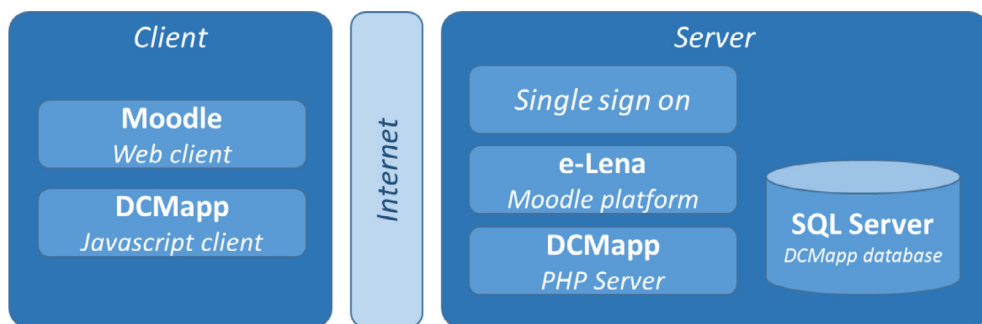 Client
Moodle
Web client
DCMapp
Javascript client
Internet
Server
Single sign on
e-Lena
Moodle platform
DCMapp
PHP Server
SQL Server
DCMapp database